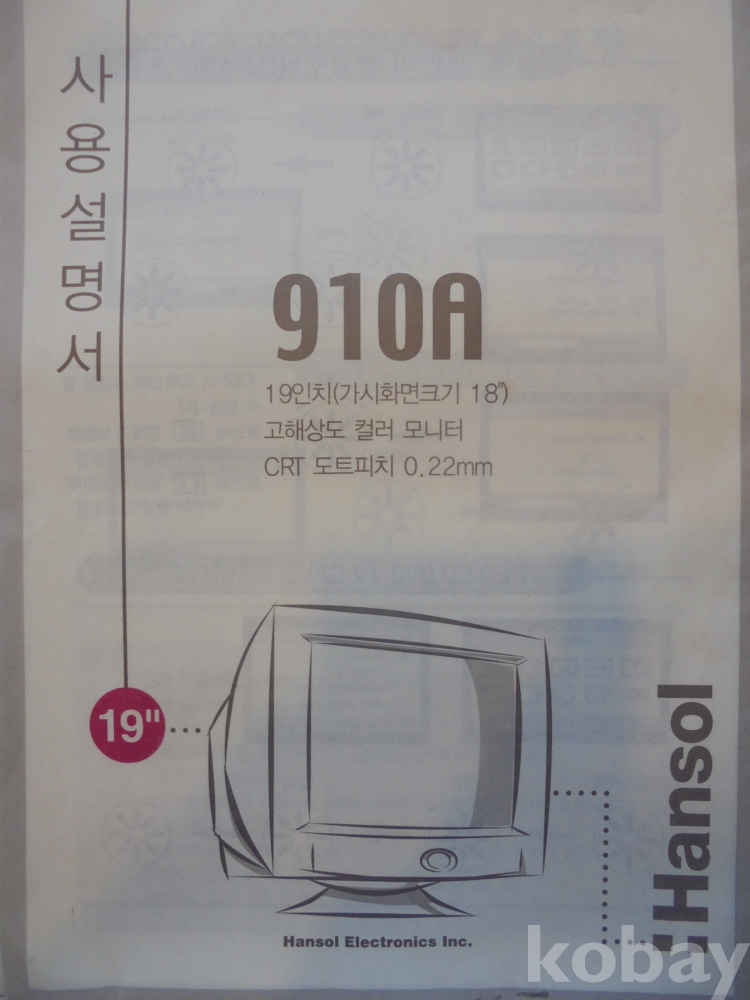 사용설명서
910A
19인치(가시화면크기 18")
고해상도 컬러 모니터
CRT 도트피치 0.22mm
19"
Hansol
Hansol Electronics Inc.
kobay